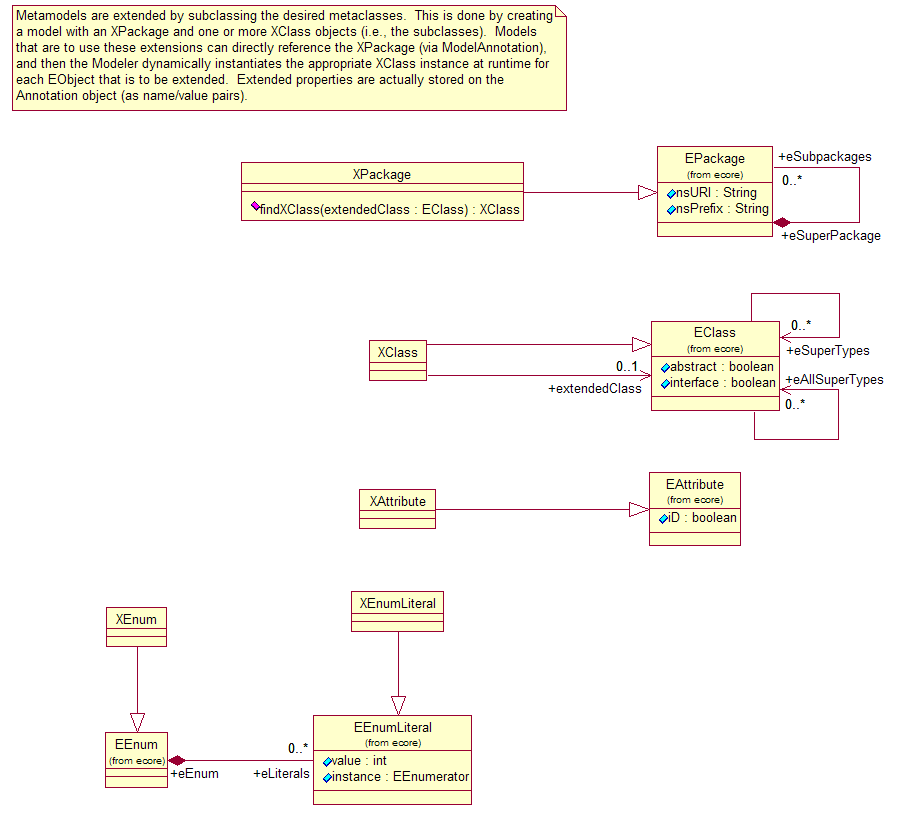 Metamodels are extended by subclassing the desired metaclasses.  This is done by creating
a model with an XPackage and one or more XClass objects (i.e., the subclasses).  Models
that are to use these extensions can directly reference the XPackage (via ModelAnnotation),
and then the Modeler dynamically instantiates the appropriate XClass instance at runtime for
each EObject that is to be extended.  Extended properties are actually stored on the
Annotation object (as name/value pairs).
XPackage
findXClass(extendedClass : EClass) : XClass
EPackage
(from ecore)
nsURI : String
nsPrefix : String
+eSubpackages
0..*
+eSuperPackage
XClass
0..1
+extendedClass
EClass
(from ecore)
abstract : boolean
interface : boolean
0..*
+eSuperTypes
+eAllSuperTypes
0..*
XAttribute
EAttribute
(from ecore)
iD : boolean
XEnum
XEnumLiteral
EEnum
(from ecore)
+eEnum
0..*
+eLiterals
EEnumLiteral
(from ecore)
value : int
instance : EEnumerator